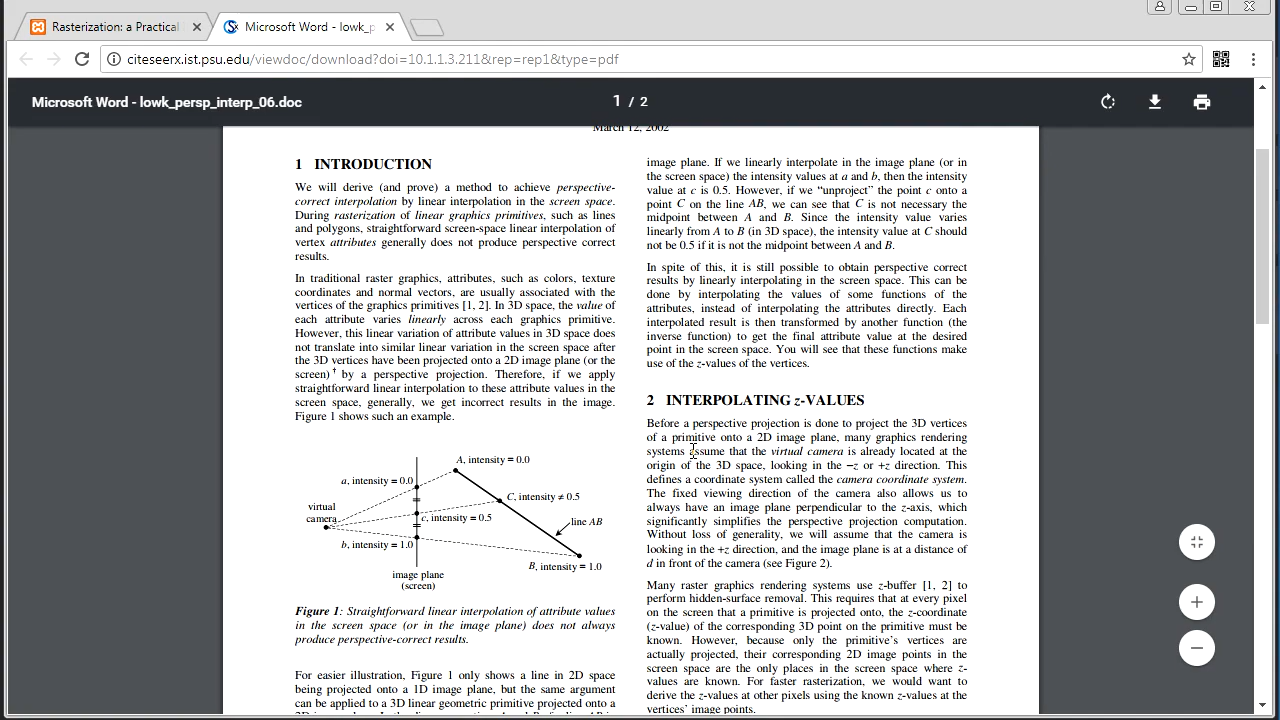 Rasterization: a Practical
Microsoft Word - lowk_p
citeseerx.ist.psu.edu/viewdoc/download?doi=10.1.1.3.211&rep=rep1&type=pdf
Microsoft Word - lowk_persp_interp_06.doc
1 / 2
March 12, 2002
1 INTRODUCTION
We will derive (and prove) a method to achieve perspective-
correct interpolation by linear interpolation in the screen space.
During rasterization of linear graphics primitives, such as lines
and polygons, straightforward screen-space linear interpolation of
vertex attributes generally does not produce perspective correct
results.
In traditional raster graphics, attributes, such as colors, texture
coordinates and normal vectors, are usually associated with the
vertices of the graphics primitives [1, 2]. In 3D space, the value of
each attribute varies linearly across each graphics primitive.
However, this linear variation of attribute values in 3D space does
not translate into similar linear variation in the screen space after
the 3D vertices have been projected onto a 2D image plane (or the
screen) † by a perspective projection. Therefore, if we apply
straightforward linear interpolation to these attribute values in the
screen space, generally, we get incorrect results in the image.
Figure 1 shows such an example.
A, intensity = 0.0
a, intensity = 0.0
C, intensity ≠ 0.5
virtual
camera
c, intensity = 0.5
line AB
b, intensity = 1.0
B, intensity = 1.0
image plane
(screen)
Figure 1: Straightforward linear interpolation of attribute values
in the screen space (or in the image plane) does not always
produce perspective-correct results.
For easier illustration, Figure 1 only shows a line in 2D space
being projected onto a 1D image plane, but the same argument
can be applied to a 3D linear geometric primitive projected onto a
image plane. If we linearly interpolate in the image plane (or in
the screen space) the intensity values at a and b, then the intensity
value at c is 0.5. However, if we “unproject” the point c onto a
point C on the line AB, we can see that C is not necessary the
midpoint between A and B. Since the intensity value varies
linearly from A to B (in 3D space), the intensity value at C should
not be 0.5 if it is not the midpoint between A and B.
In spite of this, it is still possible to obtain perspective correct
results by linearly interpolating in the screen space. This can be
done by interpolating the values of some functions of the
attributes, instead of interpolating the attributes directly. Each
interpolated result is then transformed by another function (the
inverse function) to get the final attribute value at the desired
point in the screen space. You will see that these functions make
use of the z-values of the vertices.
2 INTERPOLATING z-VALUES
Before a perspective projection is done to project the 3D vertices
of a primitive onto a 2D image plane, many graphics rendering
systems assume that the virtual camera is already located at the
origin of the 3D space, looking in the −z or +z direction. This
defines a coordinate system called the camera coordinate system.
The fixed viewing direction of the camera also allows us to
always have an image plane perpendicular to the z-axis, which
significantly simplifies the perspective projection computation.
Without loss of generality, we will assume that the camera is
looking in the +z direction, and the image plane is at a distance of
d in front of the camera (see Figure 2).
Many raster graphics rendering systems use z-buffer [1, 2] to
perform hidden-surface removal. This requires that at every pixel
on the screen that a primitive is projected onto, the z-coordinate
(z-value) of the corresponding 3D point on the primitive must be
known. However, because only the primitive’s vertices are
actually projected, their corresponding 2D image points in the
screen space are the only places in the screen space where z-
values are known. For faster rasterization, we would want to
derive the z-values at other pixels using the known z-values at the
vertices’ image points.